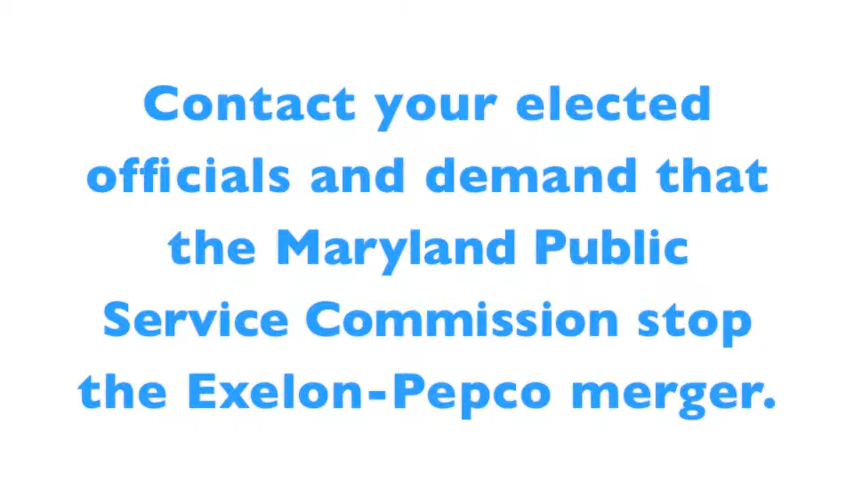 Contact your elected
officials and demand that
the Maryland Public
Service Commission stop
the Exelon-Pepco merger.